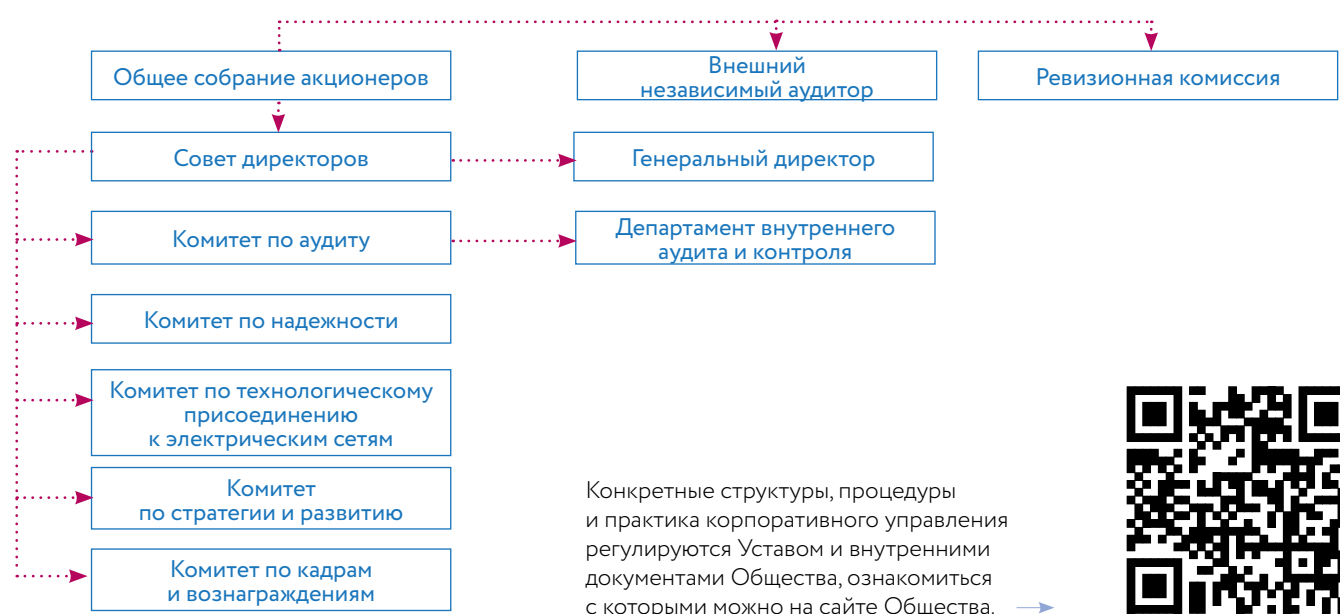 Общее собрание акционеров
Внешний
независимый аудитор
Ревизионная комиссия
Совет директоров
Генеральный директор
Комитет по аудиту
Департамент внутреннего
аудита и контроля
Комитет по надежности
Комитет по технологическому
присоединению
к электрическим сетям
Комитет
по стратегии и развитию
Комитет по кадрам
и вознаграждениям
Конкретные структуры, процедуры
и практика корпоративного управления
регулируются Уставом и внутренними
документами Общества, ознакомиться
с которыми можно на сайте Общества.